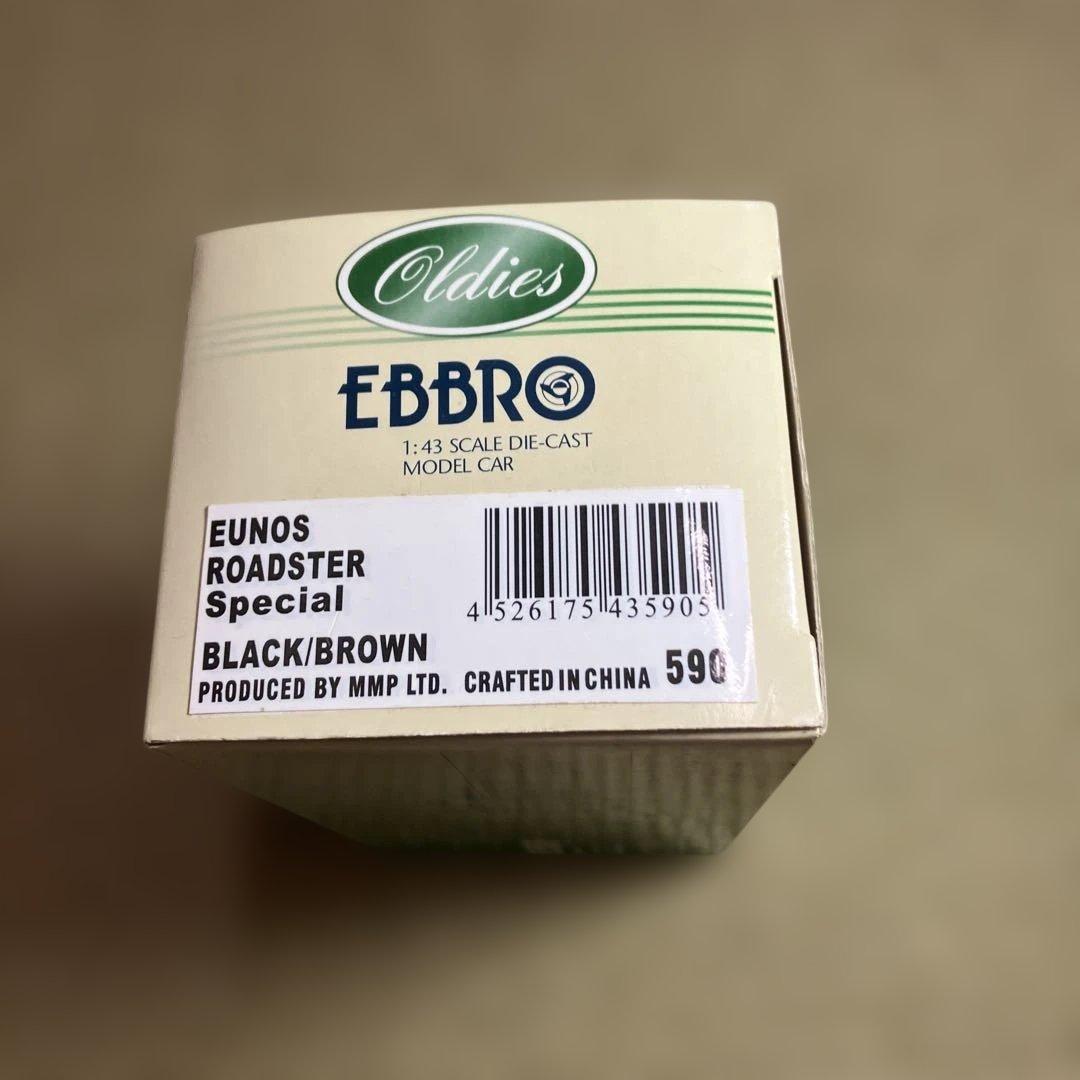 Oldies
EBBRO
1:43 SCALE DIE-CAST
MODEL CAR
EUNOS
ROADSTER
Special
4 526175 435905
BLACK/BROWN
PRODUCED BY MMP LTD. CRAFTED IN CHINA 590